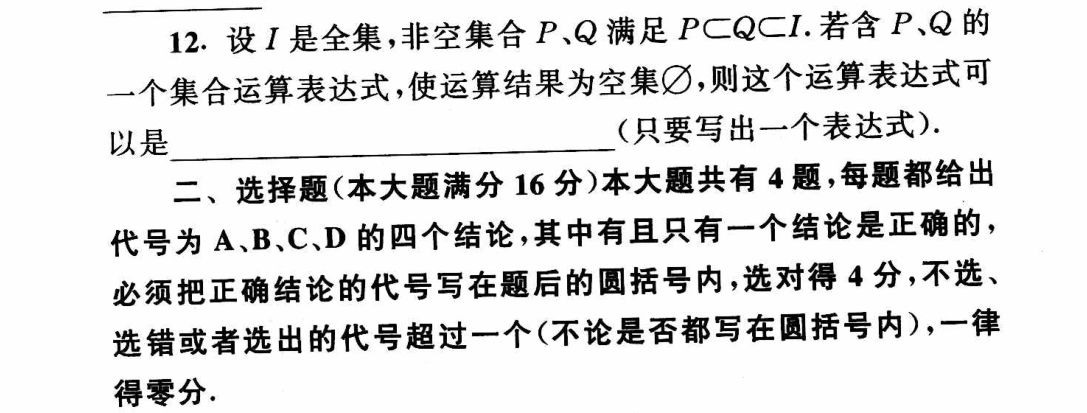 12. 设 I 是全集,非空集合 P、Q 满足 P⊂Q⊂I.若含 P、Q 的
一个集合运算表达式,使运算结果为空集∅,则这个运算表达式可
以是____________________(只要写出一个表达式).
二、选择题(本大题满分 16 分)本大题共有 4 题,每题都给出
代号为 A、B、C、D 的四个结论,其中有且只有一个结论是正确的,
必须把正确结论的代号写在题后的圆括号内,选对得 4 分,不选、
选错或者选出的代号超过一个(不论是否都写在圆括号内),一律
得零分.